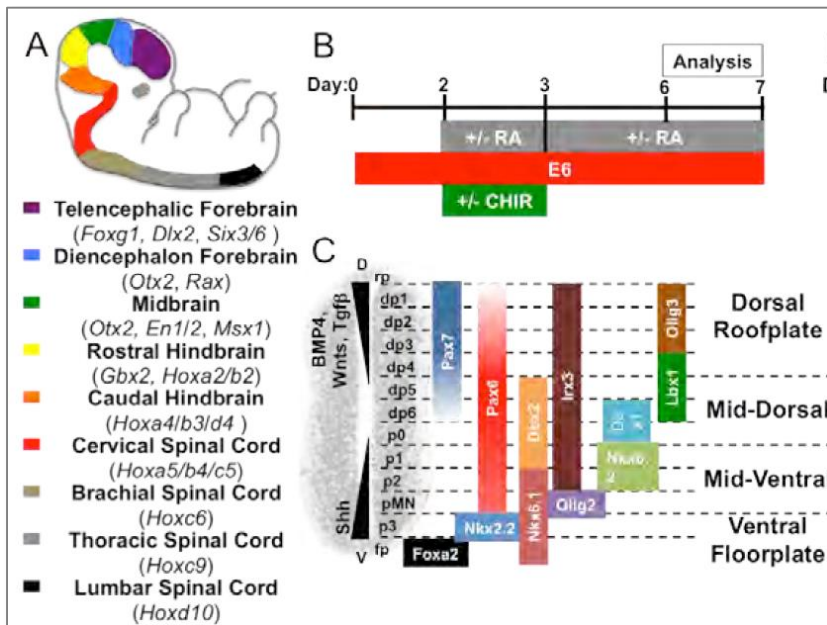 A
Telencephalic Forebrain
(Foxg1, Dlx2, Six3/6 )
Diencephalon Forebrain
(Otx2, Rax)
Midbrain
(Otx2, En1/2, Msx1)
Rostral Hindbrain
(Gbx2, Hoxa2/b2)
Caudal Hindbrain
(Hoxa4/b3/d4 )
Cervical Spinal Cord
(Hoxa5/b4/c5)
Brachial Spinal Cord
(Hoxc6)
Thoracic Spinal Cord
(Hoxc9)
Lumbar Spinal Cord
(Hoxd10)
B
Analysis
Day:0 2 3 6 7
+/- RA +/- RA
E6
+/- CHIR
C
D
rp
dp1
dp2
dp3
dp4
dp5
dp6
p0
p1
p2
pMN
p3
fp
V
BMP4,
Wnts, Tgfβ
Shh
Pax7
Pax6
Dbx2
Irx3
Olig3
Lbx1
Nkx6.1
Nkx2.2
Olig2
Foxa2
Dorsal
Roofplate
Mid-Dorsal
Mid-Ventral
Ventral
Floorplate